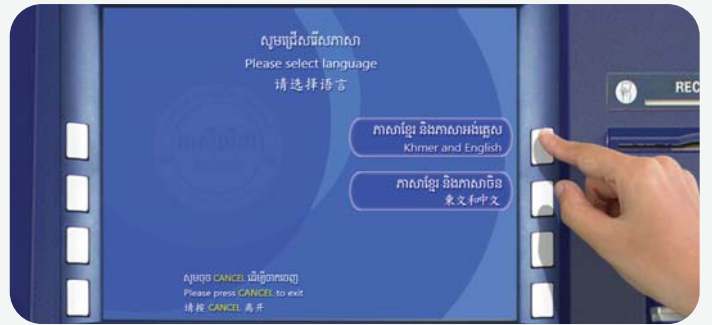 សូមជ្រើសរើសភាសា
Please select language
请选择语言
ភាសាខ្មែរ និងភាសាអង់គ្លេស
Khmer and English
ភាសាខ្មែរ និងភាសាចិន
柬文和中文
សូមចុច CANCEL ដើម្បីចាកចេញ
Please press CANCEL to exit
请按 CANCEL 离开
REC